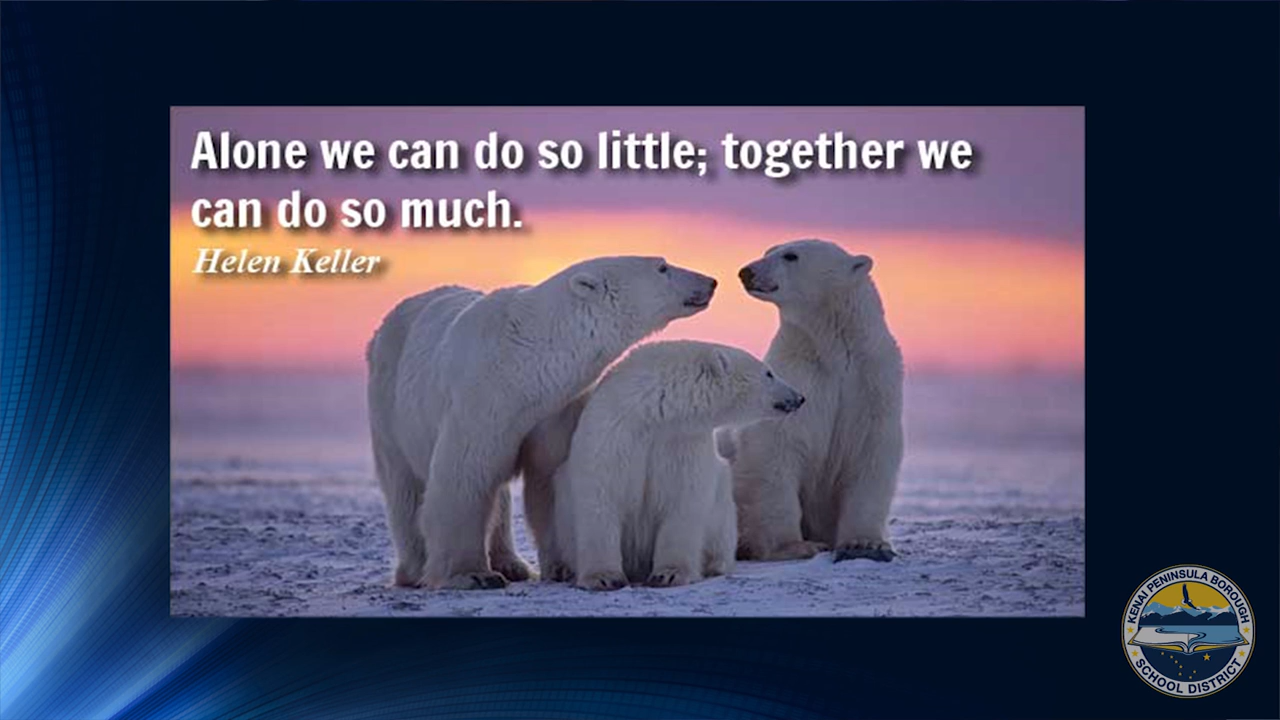 Alone we can do so little; together we
can do so much.
Helen Keller
KENAI PENINSULA BOROUGH
SCHOOL DISTRICT